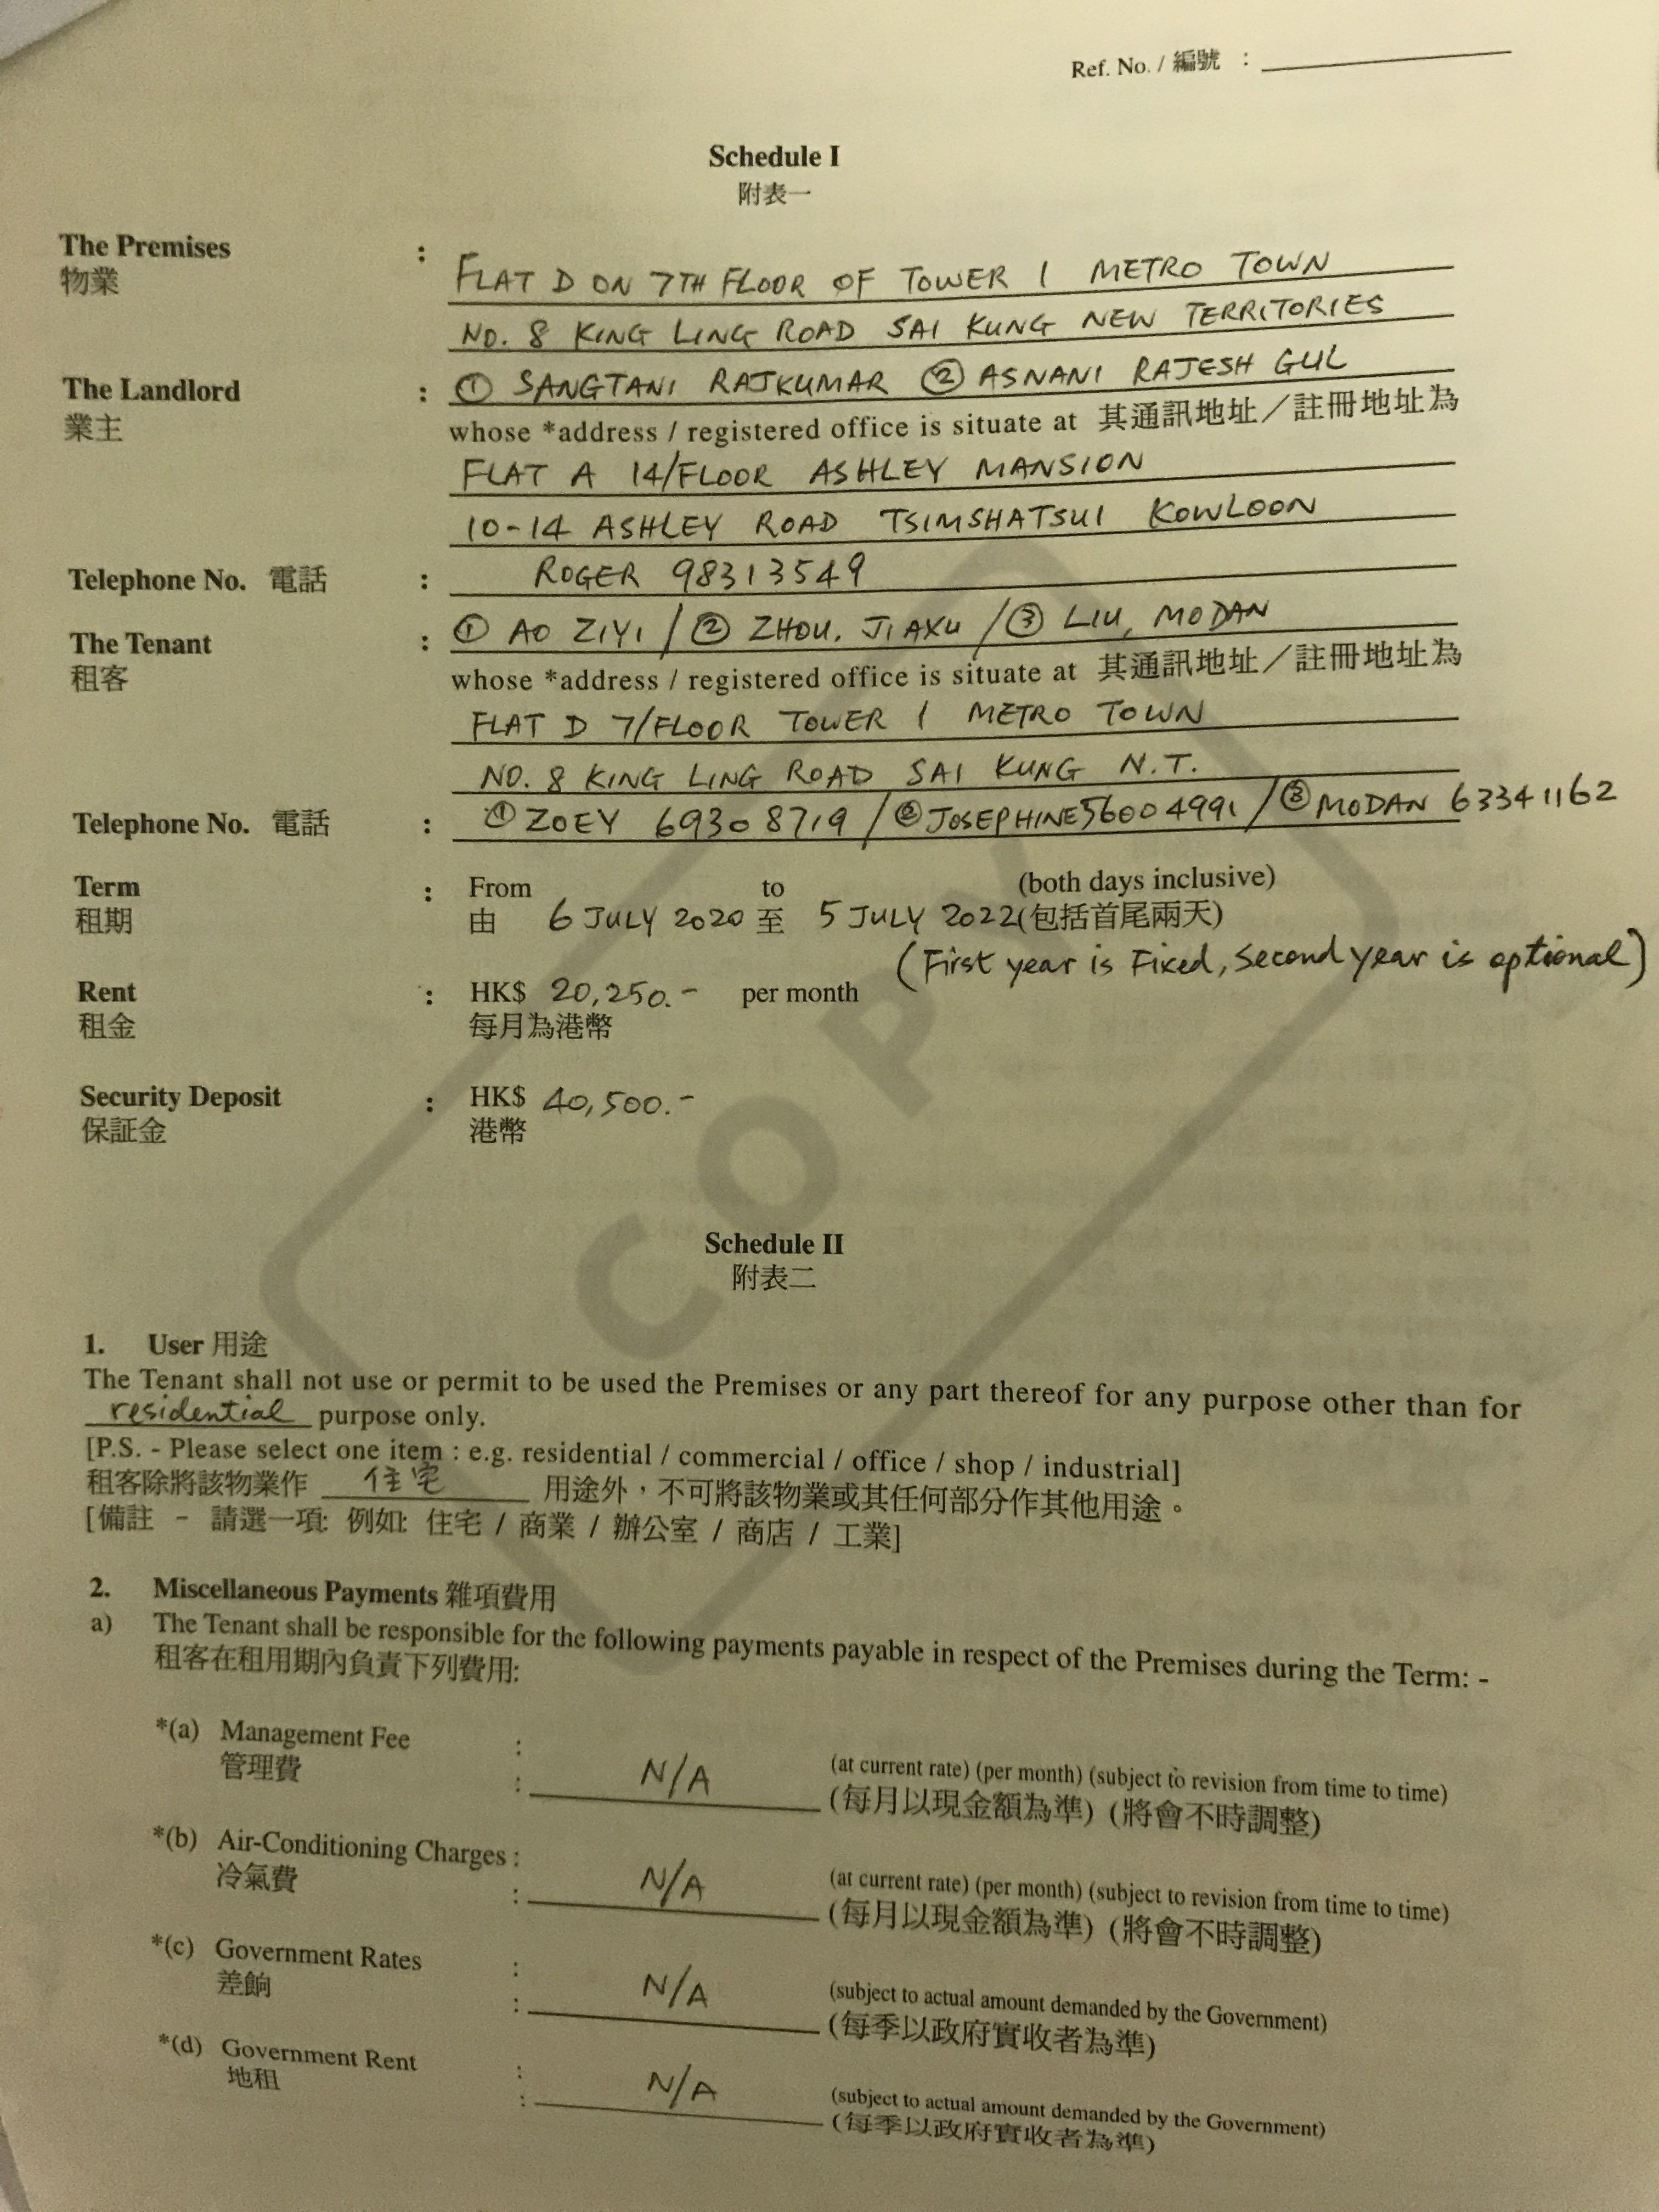 Ref. No. / 編號 :
Schedule I
附表一
The Premises : FLAT D ON 7TH FLOOR OF TOWER 1 METRO TOWN
物業
NO. 8 KING LING ROAD SAI KUNG NEW TERRITORIES
The Landlord : ① SANGTANI RAJKUMAR ② ASNANI RAJESH GUL
業主 whose *address / registered office is situate at 其通訊地址／註冊地址為
FLAT A 14/FLOOR ASHLEY MANSION
10-14 ASHLEY ROAD TSIMSHATSUI KOWLOON
Telephone No. 電話 : ROGER 98313549
The Tenant : ① AO ZIYI / ② ZHOU, JIAXU / ③ LIU, MODAN
租客 whose *address / registered office is situate at 其通訊地址／註冊地址為
FLAT D 7/FLOOR TOWER 1 METRO TOWN
NO. 8 KING LING ROAD SAI KUNG N.T.
Telephone No. 電話 : ① ZOEY 69308719 / ② JOSEPHINE 56004991 / ③ MODAN 63341162
Term : From to (both days inclusive)
租期 由 6 JULY 2020 至 5 JULY 2022 (包括首尾兩天)
(First year is Fixed, Second year is optional)
Rent : HK$ 20,250.- per month
租金 每月為港幣
Security Deposit : HK$ 40,500.-
保証金 港幣
COPY
Schedule II
附表二
1. User 用途
The Tenant shall not use or permit to be used the Premises or any part thereof for any purpose other than for
residential purpose only.
[P.S. - Please select one item : e.g. residential / commercial / office / shop / industrial]
租客除將該物業作 住宅 用途外，不可將該物業或其任何部分作其他用途。
[備註 - 請選一項: 例如: 住宅 / 商業 / 辦公室 / 商店 / 工業]
2. Miscellaneous Payments 雜項費用
a) The Tenant shall be responsible for the following payments payable in respect of the Premises during the Term: -
租客在租用期內負責下列費用:
*(a) Management Fee : (at current rate) (per month) (subject to revision from time to time)
管理費 : N/A (每月以現金額為準) (將會不時調整)
*(b) Air-Conditioning Charges : (at current rate) (per month) (subject to revision from time to time)
冷氣費 : N/A (每月以現金額為準) (將會不時調整)
*(c) Government Rates : (subject to actual amount demanded by the Government)
差餉 : N/A (每季以政府實收者為準)
*(d) Government Rent : (subject to actual amount demanded by the Government)
地租 : N/A (每季以政府實收者為準)